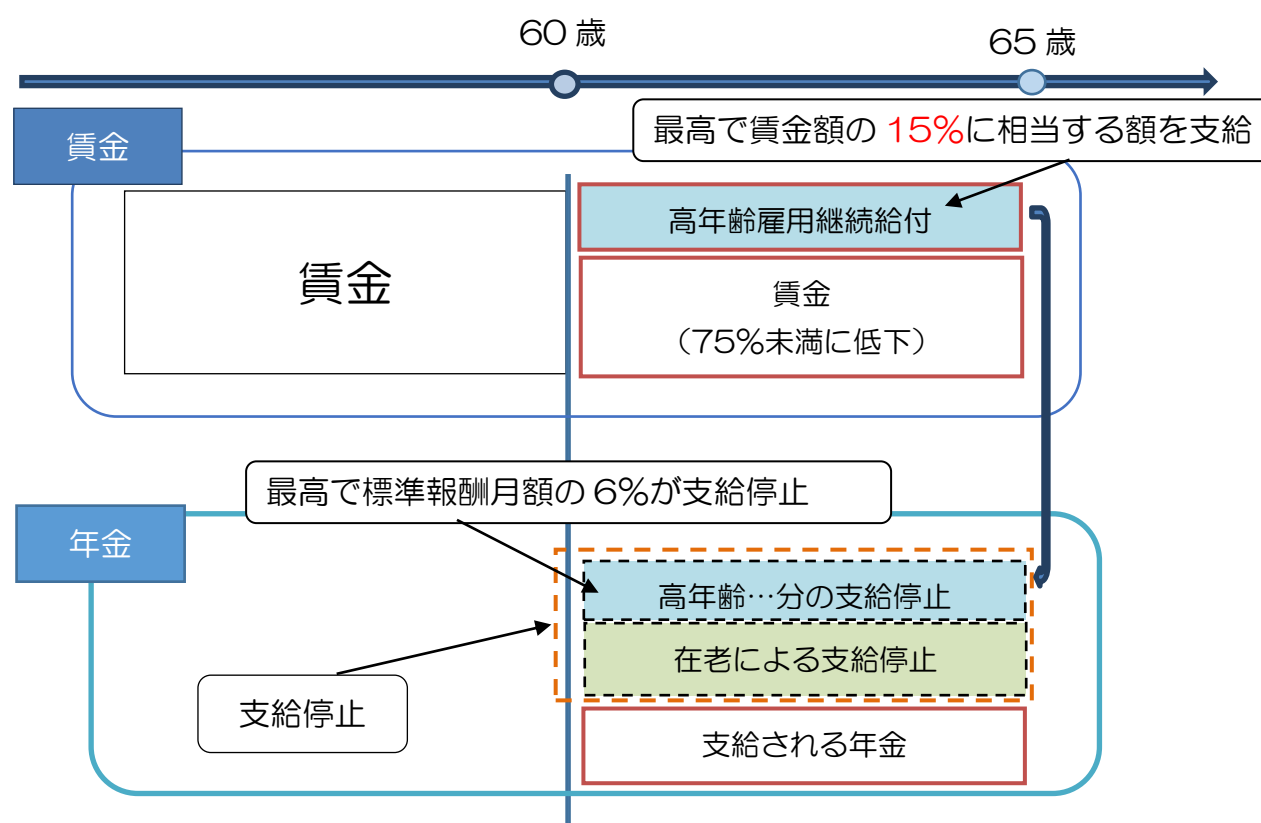 60 歳
65 歳
賃金
最高で賃金額の 15%に相当する額を支給
高年齢雇用継続給付
賃金
賃金
（75%未満に低下）
最高で標準報酬月額の 6%が支給停止
年金
高年齢…分の支給停止
在老による支給停止
支給停止
支給される年金